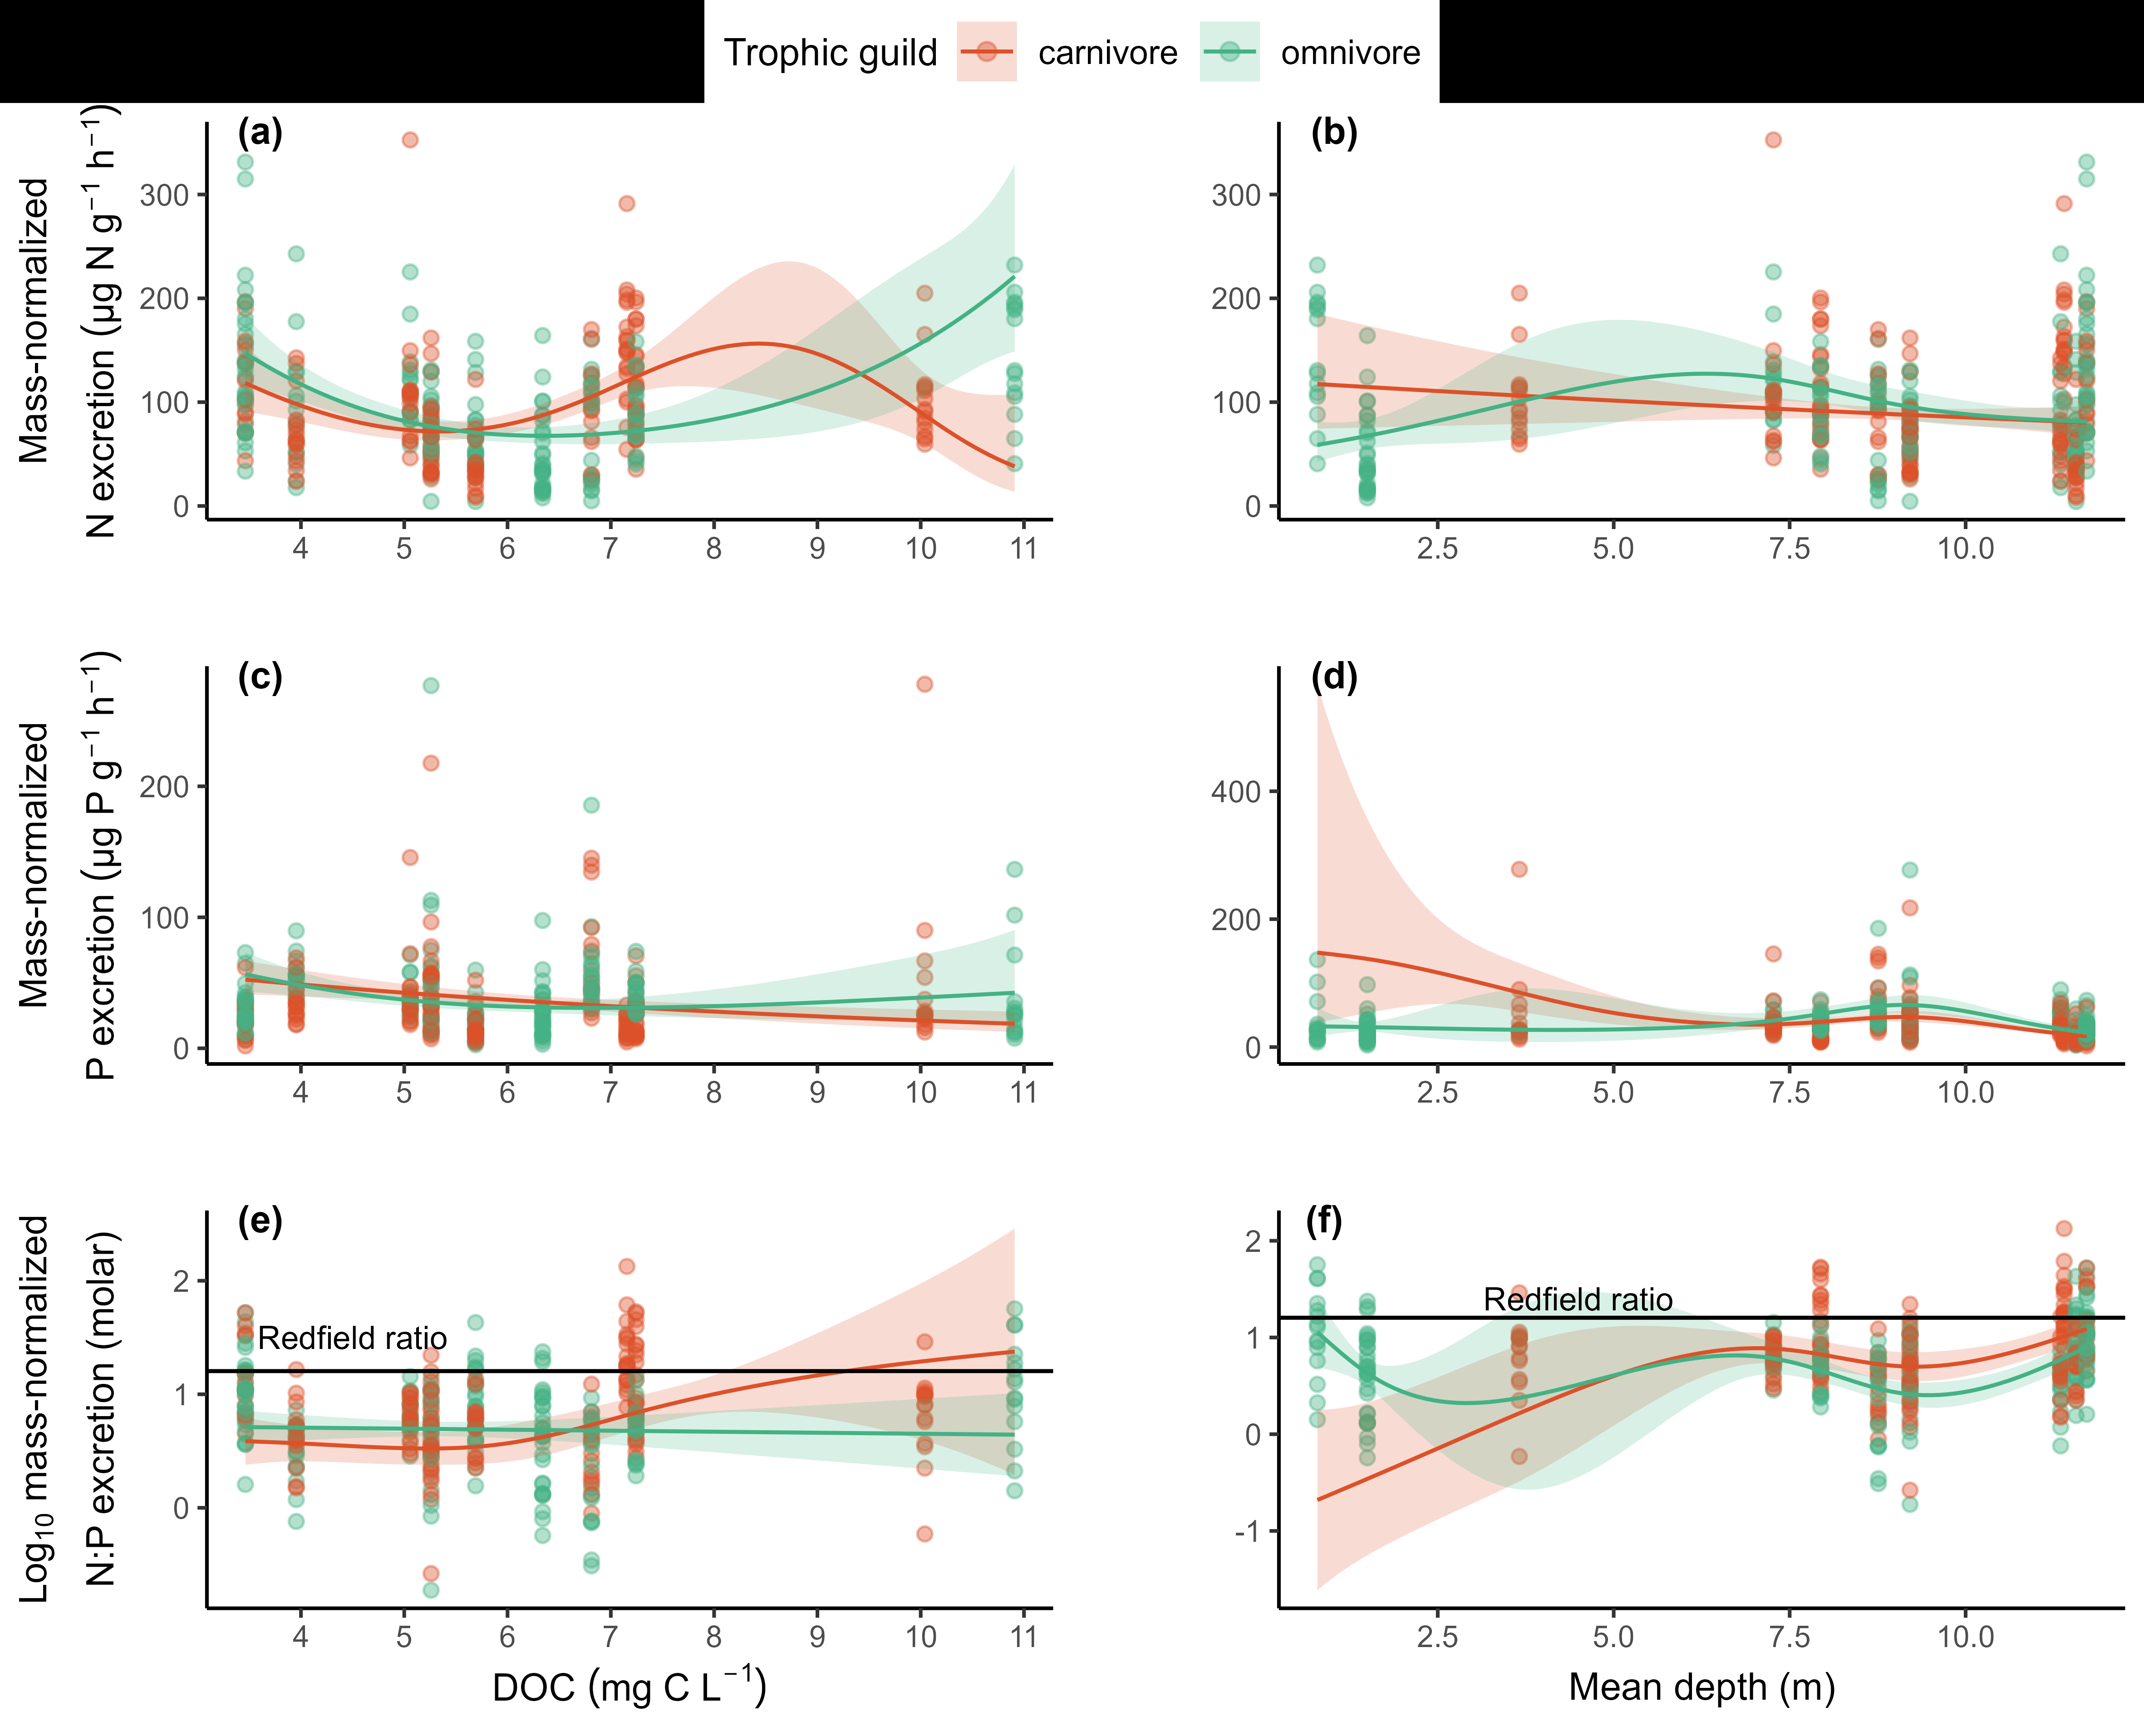 Trophic guild carnivore omnivore
(a)
Mass-normalized
N excretion (µg N g⁻¹ h⁻¹)
300
200
100
0
4 5 6 7 8 9 10 11
(b)
300
200
100
0
2.5 5.0 7.5 10.0
(c)
Mass-normalized
P excretion (µg P g⁻¹ h⁻¹)
200
100
0
4 5 6 7 8 9 10 11
(d)
400
200
0
2.5 5.0 7.5 10.0
(e)
Log₁₀ mass-normalized
N:P excretion (molar)
2
1
0
Redfield ratio
4 5 6 7 8 9 10 11
DOC (mg C L⁻¹)
(f)
2
1
0
-1
Redfield ratio
2.5 5.0 7.5 10.0
Mean depth (m)